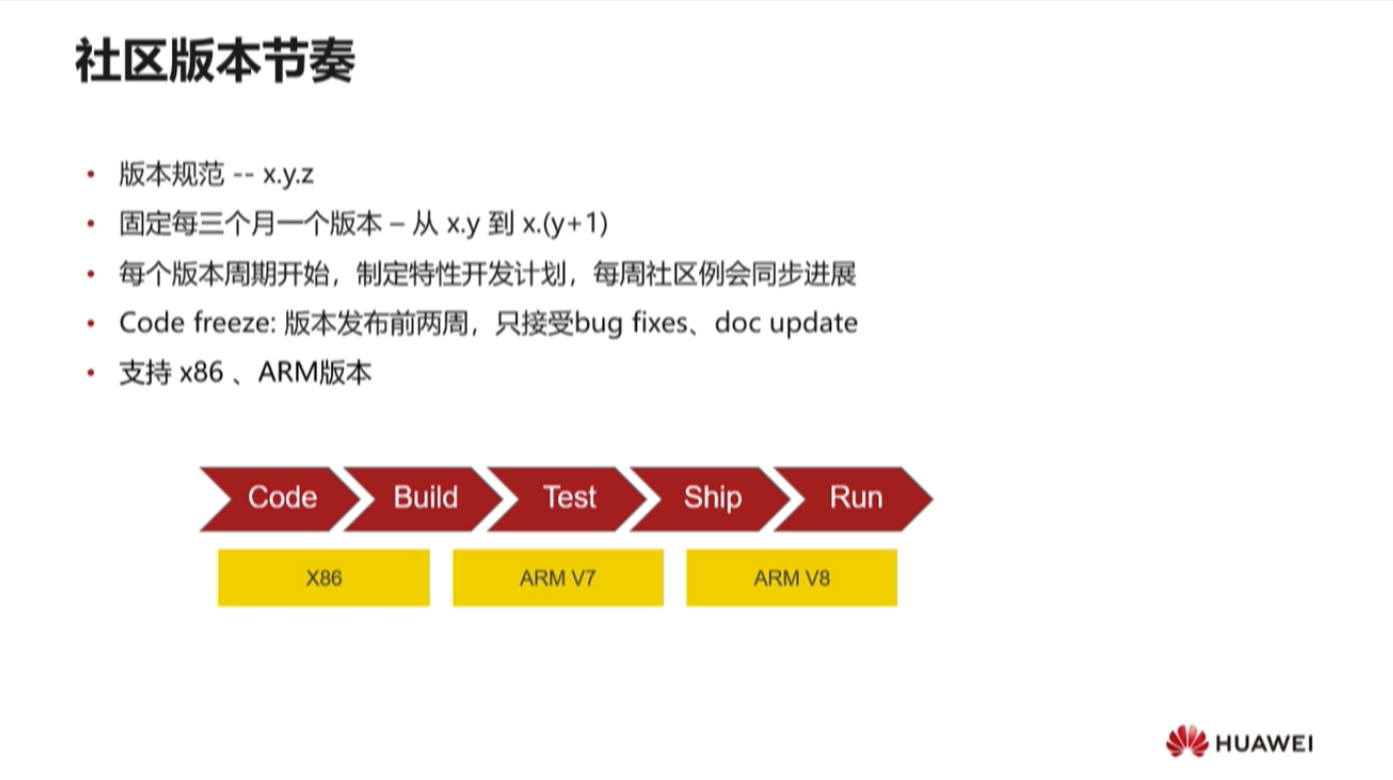 社区版本节奏
• 版本规范 -- x.y.z
• 固定每三个月一个版本 – 从 x.y 到 x.(y+1)
• 每个版本周期开始，制定特性开发计划，每周社区例会同步进展
• Code freeze: 版本发布前两周，只接受bug fixes、doc update
• 支持 x86 、ARM版本
Code Build Test Ship Run
X86 ARM V7 ARM V8
HUAWEI